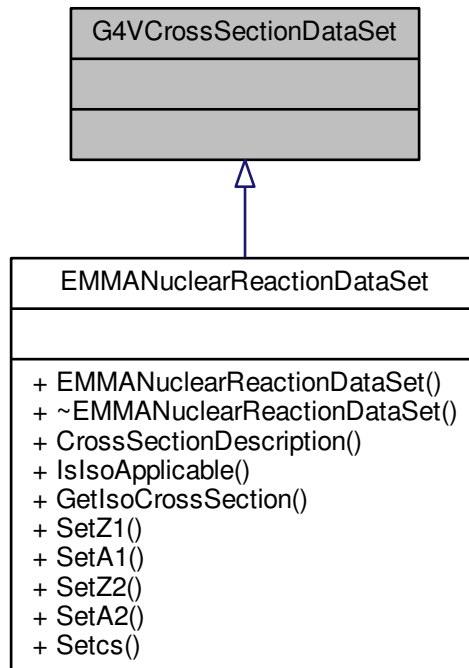 G4VCrossSectionDataSet
EMMANuclearReactionDataSet
+ EMMANuclearReactionDataSet()
+ ~EMMANuclearReactionDataSet()
+ CrossSectionDescription()
+ IsIsoApplicable()
+ GetIsoCrossSection()
+ SetZ1()
+ SetA1()
+ SetZ2()
+ SetA2()
+ Setcs()